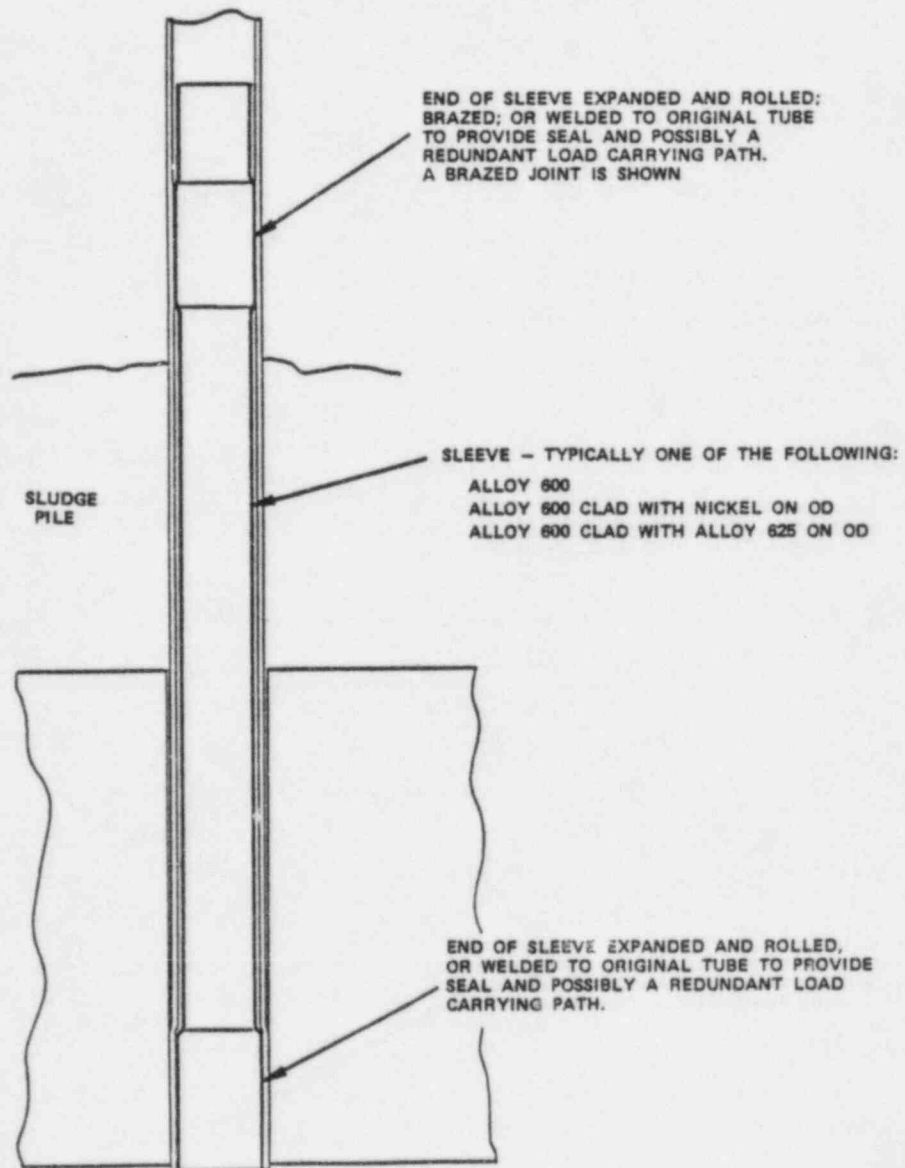 END OF SLEEVE EXPANDED AND ROLLED;
BRAZED; OR WELDED TO ORIGINAL TUBE
TO PROVIDE SEAL AND POSSIBLY A
REDUNDANT LOAD CARRYING PATH.
A BRAZED JOINT IS SHOWN
SLEEVE – TYPICALLY ONE OF THE FOLLOWING:
ALLOY 600
ALLOY 600 CLAD WITH NICKEL ON OD
ALLOY 600 CLAD WITH ALLOY 625 ON OD
SLUDGE
PILE
END OF SLEEVE EXPANDED AND ROLLED,
OR WELDED TO ORIGINAL TUBE TO PROVIDE
SEAL AND POSSIBLY A REDUNDANT LOAD
CARRYING PATH.